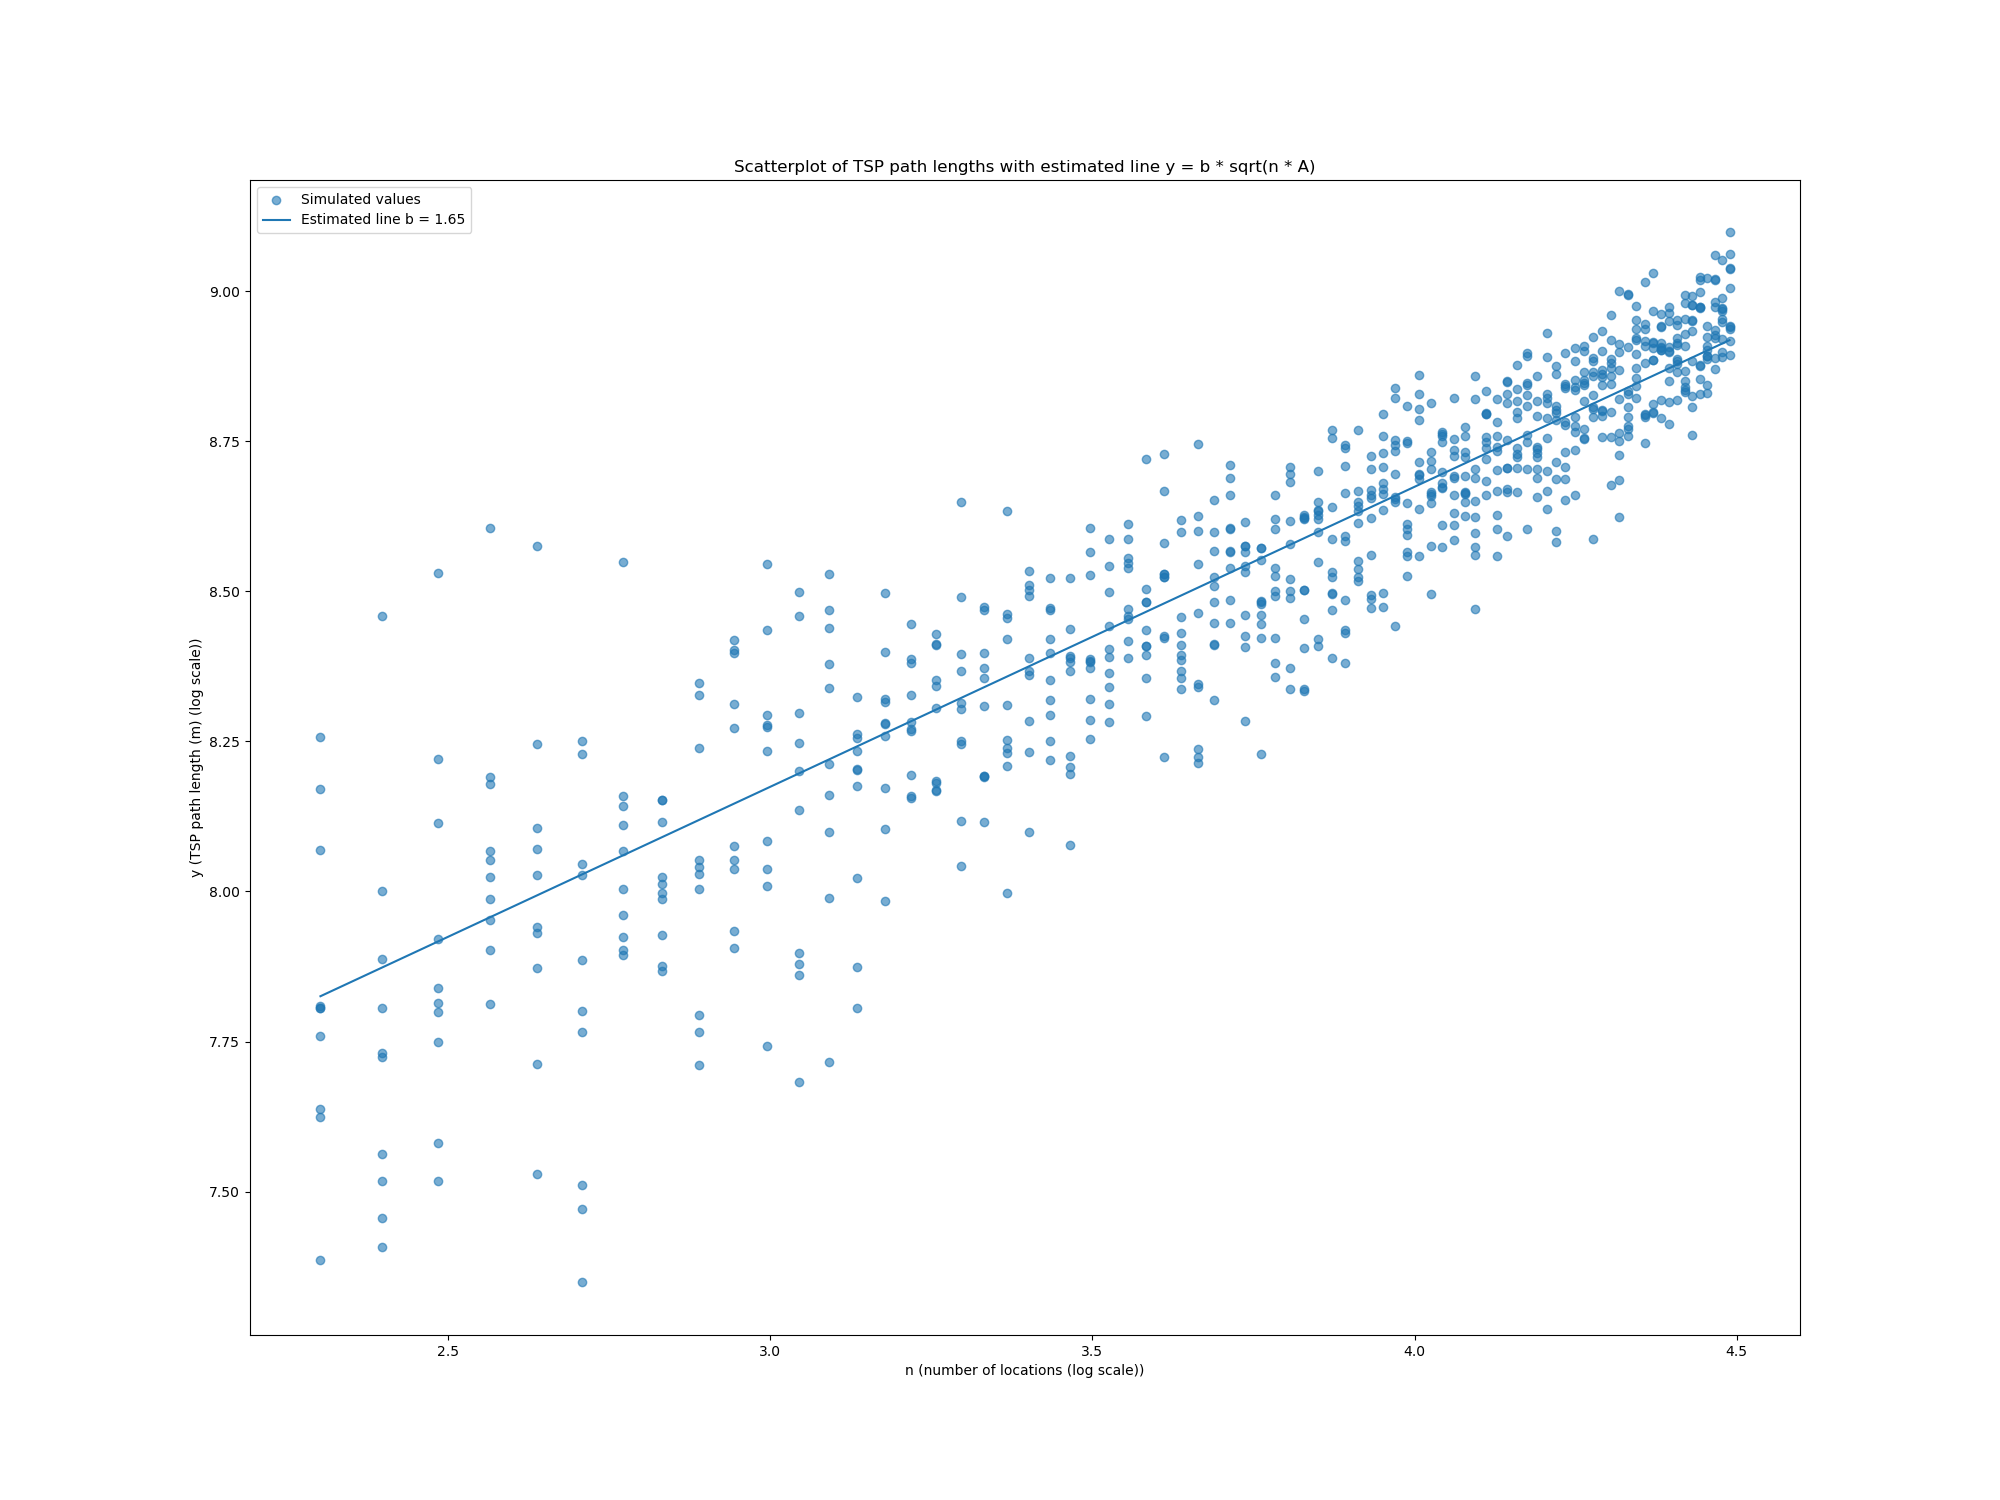 Scatterplot of TSP path lengths with estimated line y = b * sqrt(n * A)
Simulated values
Estimated line b = 1.65
9.00
8.75
8.50
8.25
8.00
7.75
7.50
y (TSP path length (m) (log scale))
2.5 3.0 3.5 4.0 4.5
n (number of locations (log scale))